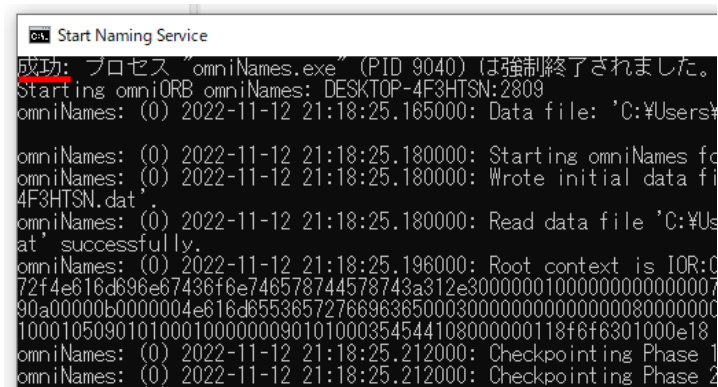 Start Naming Service
成功: プロセス "omniNames.exe" (PID 9040) は強制終了されました。
Starting omniORB omniNames: DESKTOP-4F3HTSN:2809
omniNames: (0) 2022-11-12 21:18:25.165000: Data file: 'C:¥Users¥
omniNames: (0) 2022-11-12 21:18:25.180000: Starting omniNames fo
omniNames: (0) 2022-11-12 21:18:25.180000: Wrote initial data fi
4F3HTSN.dat'.
omniNames: (0) 2022-11-12 21:18:25.180000: Read data file 'C:¥Us
at' successfully.
omniNames: (0) 2022-11-12 21:18:25.196000: Root context is IOR:0
omniNames: (0) 2022-11-12 21:18:25.212000: Checkpointing Phase 1
omniNames: (0) 2022-11-12 21:18:25.212000: Checkpointing Phase 2